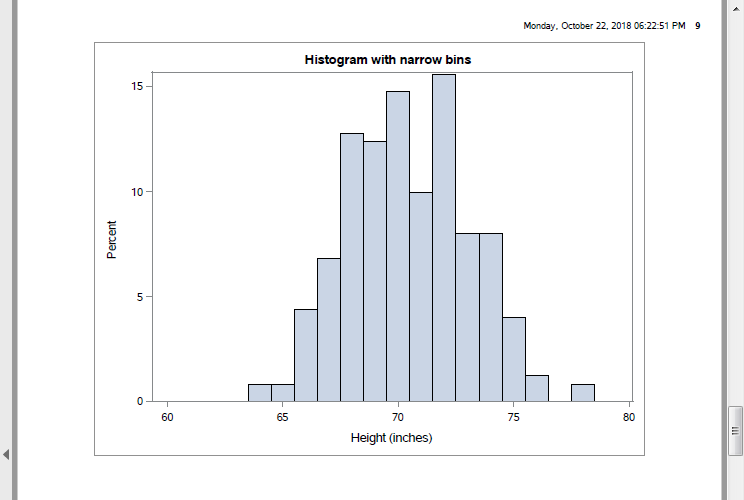 Monday, October 22, 2018 06:22:51 PM 9
Histogram with narrow bins
15
10
5
0
Percent
60 65 70 75 80
Height (inches)